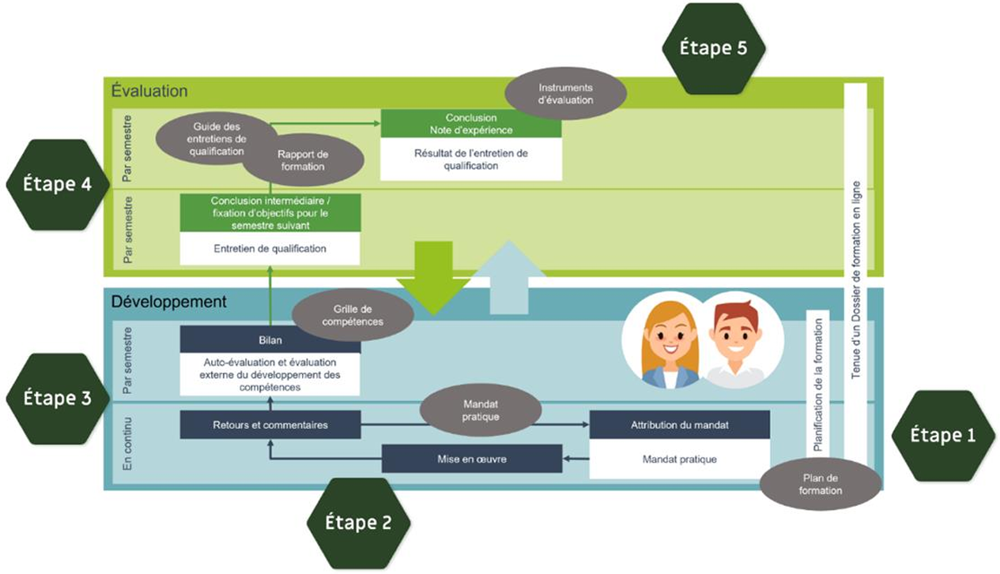 Étape 5
Évaluation
Instruments
d'évaluation
Par semestre
Guide des
entretiens de
qualification
Rapport de
formation
Conclusion
Note d'expérience
Résultat de l'entretien de
qualification
Étape 4
Par semestre
Conclusion intermédiaire /
fixation d'objectifs pour le
semestre suivant
Entretien de qualification
Tenue d'un Dossier de formation en ligne
Développement
Grille de
compétences
Par semestre
Bilan
Auto-évaluation et évaluation
externe du développement des
compétences
Planification de la formation
Étape 3
En continu
Retours et commentaires
Mandat
pratique
Attribution du mandat
Mandat pratique
Mise en œuvre
Étape 1
Plan de
formation
Étape 2